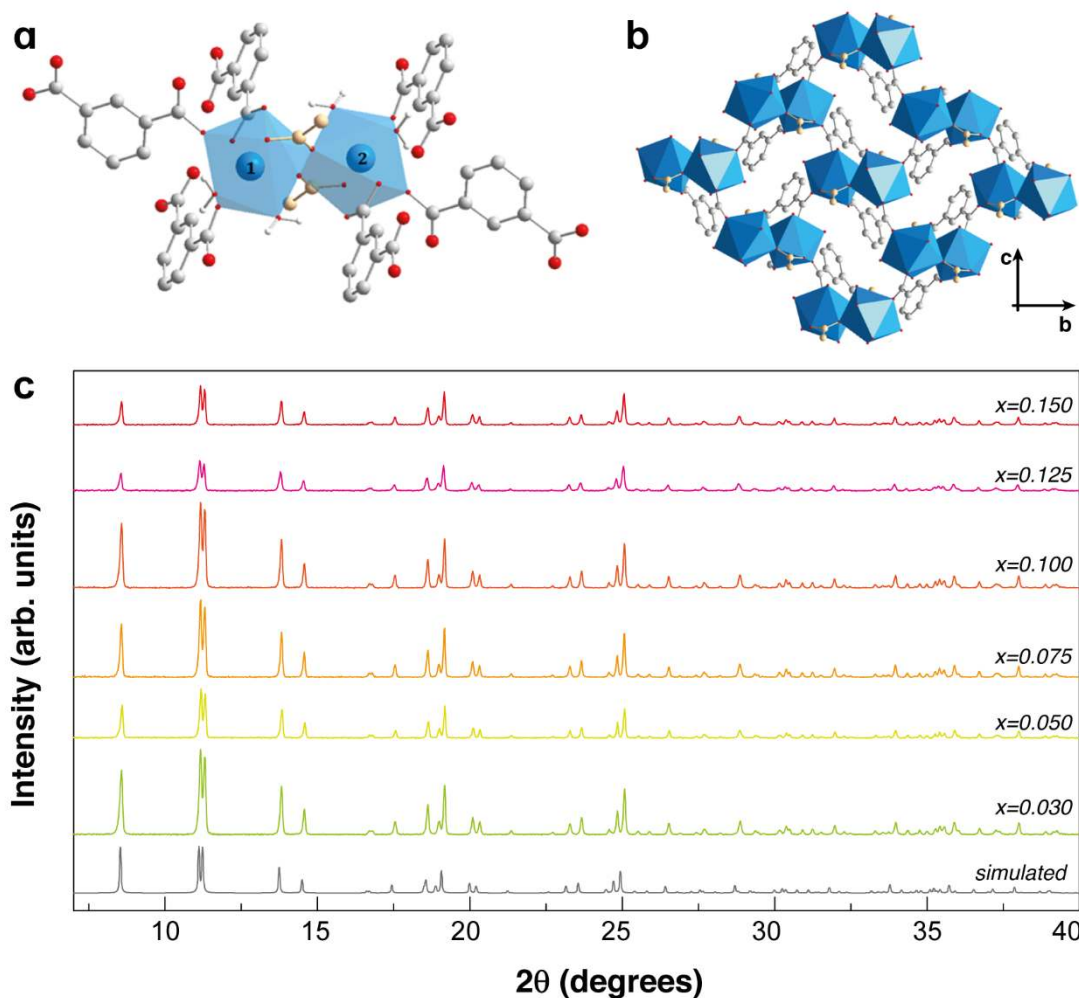 a
b
1
2
c
b
c
x=0.150
x=0.125
x=0.100
x=0.075
x=0.050
x=0.030
simulated
Intensity (arb. units)
10 15 20 25 30 35 40
2θ (degrees)